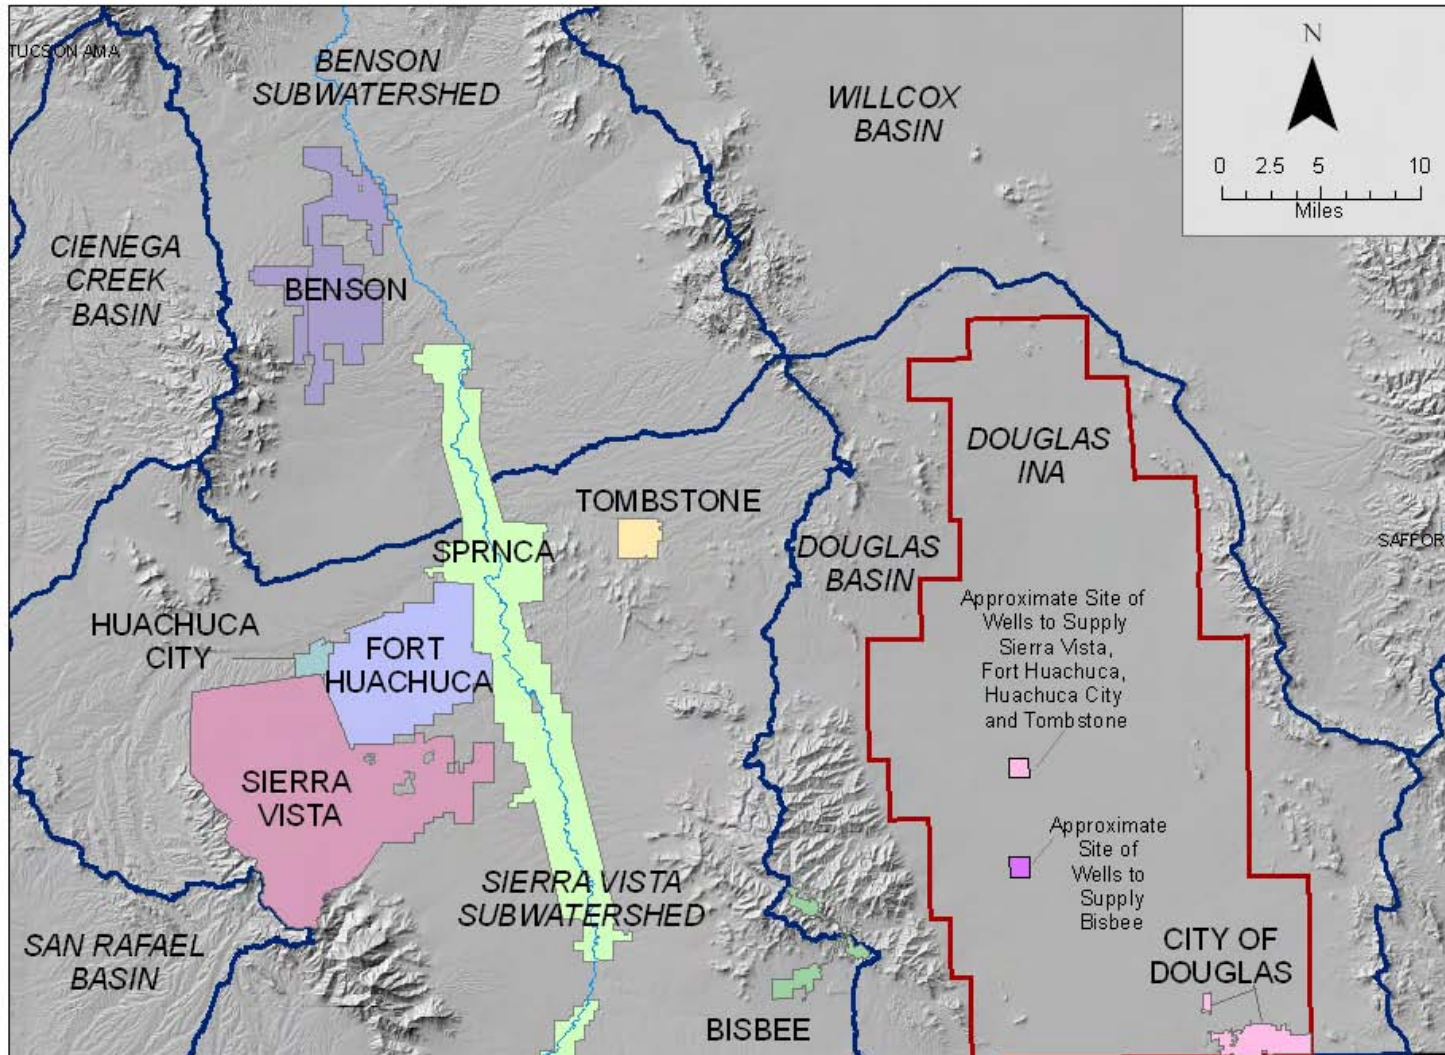 TUCSON AMA
BENSON
SUBWATERSHED
WILLCOX
BASIN
N
0 2.5 5 10
Miles
CIENEGA
CREEK
BASIN
BENSON
DOUGLAS
INA
TOMBSTONE
SPRNCA
DOUGLAS
BASIN
SAFFOR
HUACHUCA
CITY
FORT
HUACHUCA
Approximate Site of
Wells to Supply
Sierra Vista,
Fort Huachuca,
Huachuca City
and Tombstone
SIERRA
VISTA
Approximate
Site of
Wells to
Supply
Bisbee
SIERRA VISTA
SUBWATERSHED
SAN RAFAEL
BASIN
CITY OF
DOUGLAS
BISBEE